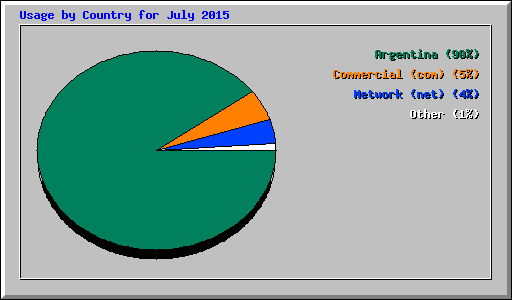 Usage by Country for July 2015
Argentina (90%)
Commercial (com) (5%)
Network (net) (4%)
Other (1%)